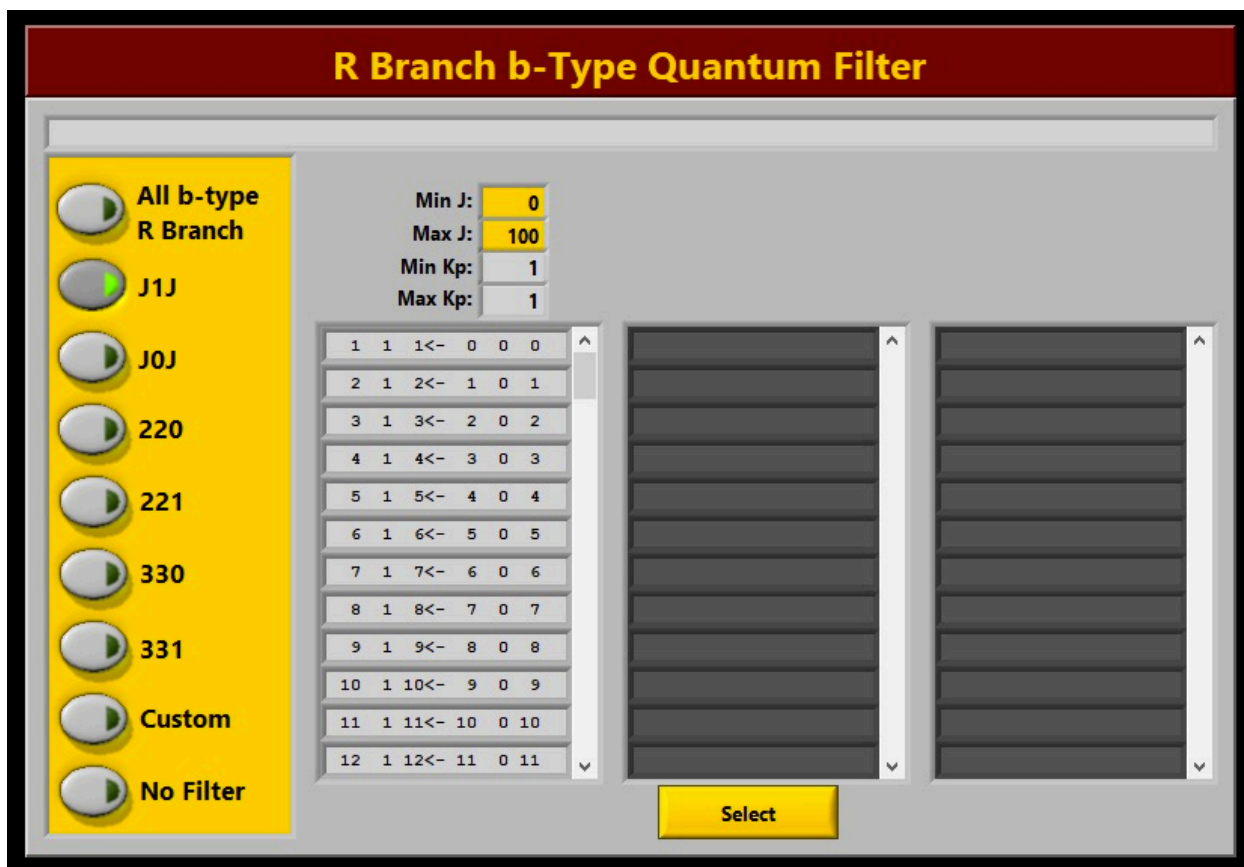 R Branch b-Type Quantum Filter
All b-type
R Branch
J1J
J0J
220
221
330
331
Custom
No Filter
Min J: 0
Max J: 100
Min Kp: 1
Max Kp: 1
1 1 1<- 0 0 0
2 1 2<- 1 0 1
3 1 3<- 2 0 2
4 1 4<- 3 0 3
5 1 5<- 4 0 4
6 1 6<- 5 0 5
7 1 7<- 6 0 6
8 1 8<- 7 0 7
9 1 9<- 8 0 8
10 1 10<- 9 0 9
11 1 11<- 10 0 10
12 1 12<- 11 0 11
Select